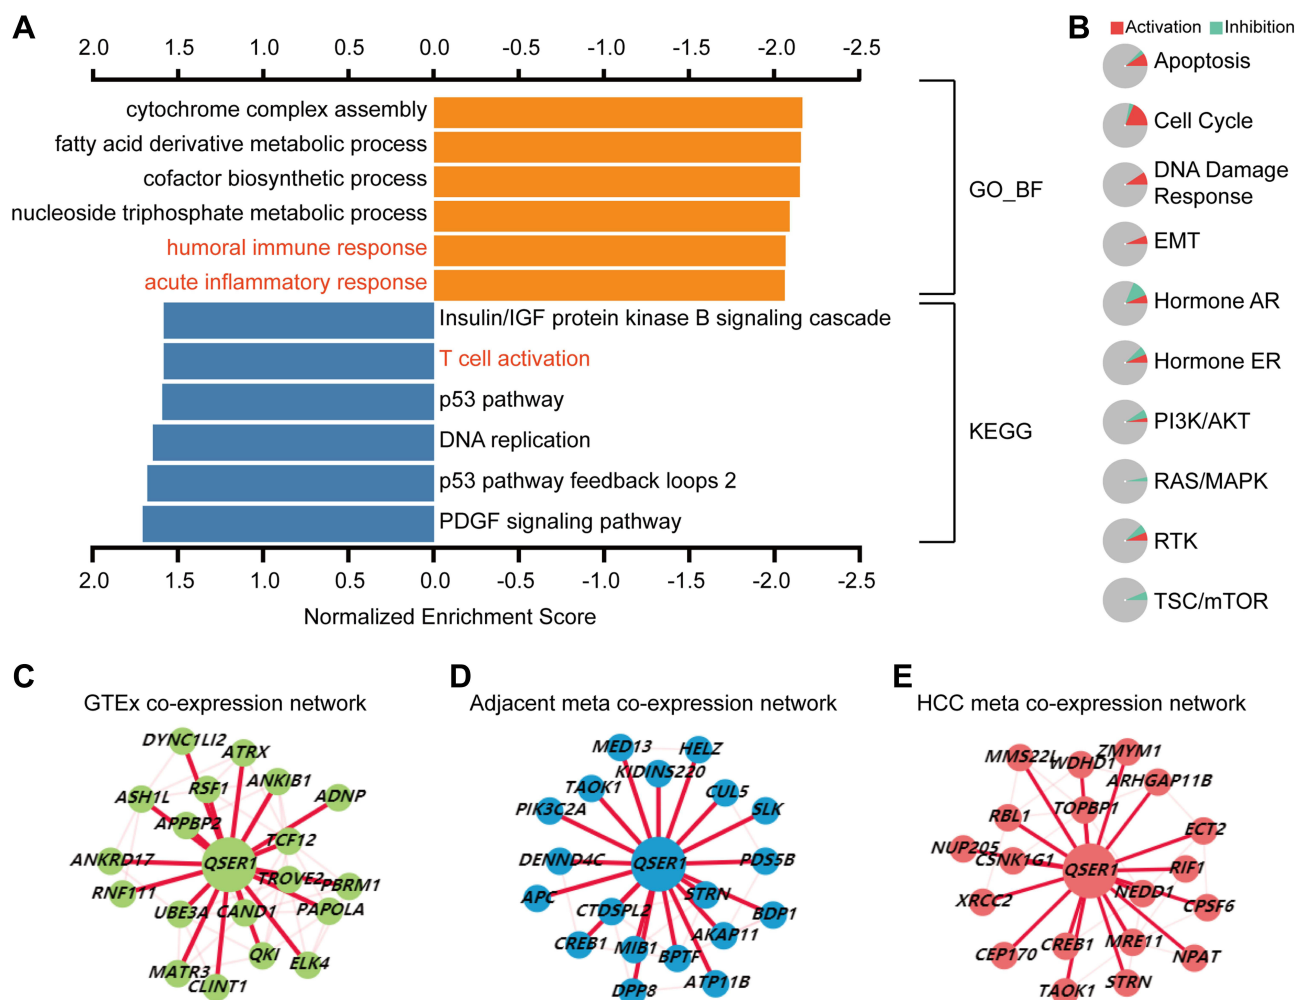 A
2.0 1.5 1.0 0.5 0.0 -0.5 -1.0 -1.5 -2.0 -2.5
cytochrome complex assembly
fatty acid derivative metabolic process
cofactor biosynthetic process
nucleoside triphosphate metabolic process
humoral immune response
acute inflammatory response
GO_BF
Insulin/IGF protein kinase B signaling cascade
T cell activation
p53 pathway
DNA replication
p53 pathway feedback loops 2
PDGF signaling pathway
KEGG
2.0 1.5 1.0 0.5 0.0 -0.5 -1.0 -1.5 -2.0 -2.5
Normalized Enrichment Score
B
Activation Inhibition
Apoptosis
Cell Cycle
DNA Damage
Response
EMT
Hormone AR
Hormone ER
PI3K/AKT
RAS/MAPK
RTK
TSC/mTOR
C
GTEx co-expression network
DYNC1LI2
ATRX
RSF1
ANKIB1
ASH1L
ADNP
APPBP2
TCF12
ANKRD17
QSER1
TROVE2
PBRM1
RNF111
UBE3A
CAND1
PAPOLA
QKI
ELK4
MATR3
CLINT1
D
Adjacent meta co-expression network
MED13
HELZ
KIDINS220
TAOK1
CUL5
PIK3C2A
SLK
DENND4C
QSER1
PDS5B
APC
STRN
CTDSPL2
BDP1
CREB1
MIB1
AKAP11
BPTF
ATP11B
DPP8
E
HCC meta co-expression network
MMS22L
WDHD1
ZMYM1
ARHGAP11B
RBL1
TOPBP1
ECT2
NUP205
CSNK1G1
QSER1
RIF1
XRCC2
NEDD1
CPSF6
CEP170
CREB1
MRE11
NPAT
TAOK1
STRN